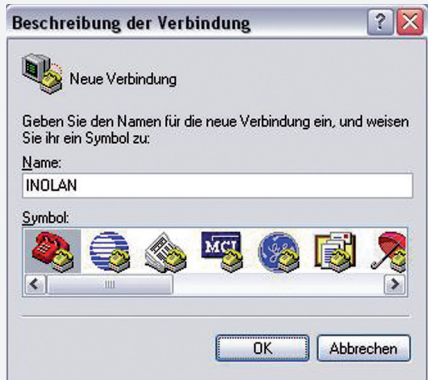 Beschreibung der Verbindung
Neue Verbindung
Geben Sie den Namen für die neue Verbindung ein, und weisen
Sie ihr ein Symbol zu:
Name:
INOLAN
Symbol:
MCI
OK
Abbrechen